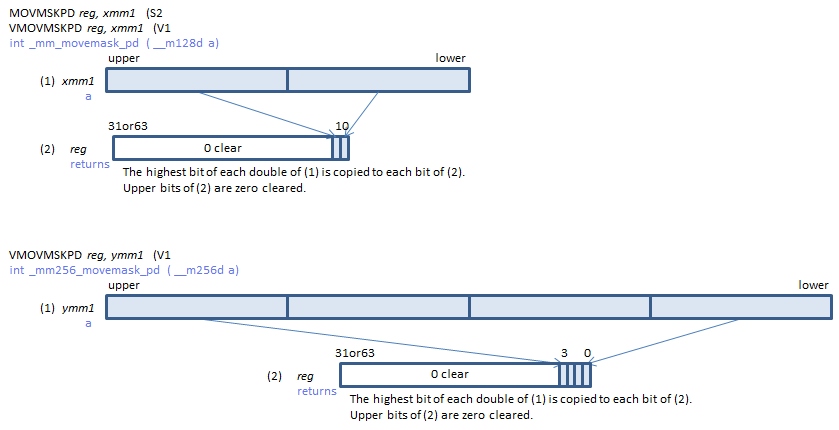 MOVMSKPD reg, xmm1 (S2
VMOVMSKPD reg, xmm1 (V1
int _mm_movemask_pd ( __m128d a)
upper lower
(1) xmm1
a
31or63 10
(2) reg 0 clear
returns
The highest bit of each double of (1) is copied to each bit of (2).
Upper bits of (2) are zero cleared.
VMOVMSKPD reg, ymm1 (V1
int _mm256_movemask_pd ( __m256d a)
upper lower
(1) ymm1
a
31or63 3 0
(2) reg 0 clear
returns
The highest bit of each double of (1) is copied to each bit of (2).
Upper bits of (2) are zero cleared.